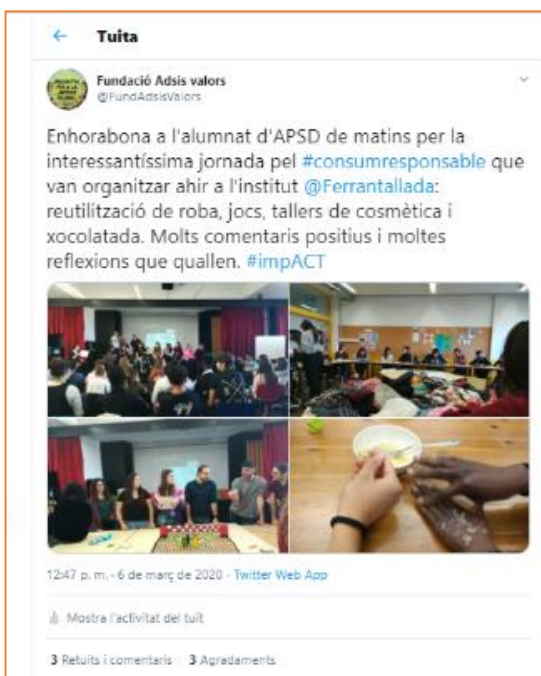 ← Tuita
Fundació Adsis valors
@FundAdsisValors
Enhorabona a l'alumnat d'APSD de matins per la
interessantíssima jornada pel #consumresponsable que
van organitzar ahir a l'institut @Ferrantallada:
reutilització de roba, jocs, tallers de cosmètica i
xocolatada. Molts comentaris positius i moltes
reflexions que quallen. #impACT
12:47 p. m. · 6 de març de 2020 · Twitter Web App
Mostra l'activitat del tuit
3 Retuits i comentaris 3 Agradaments